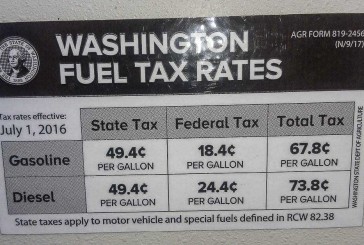 WASHINGTON
FUEL TAX RATES
AGR FORM 819-2456
(N/9/17)
Tax rates effective:
July 1, 2016
State Tax
Federal Tax
Total Tax
Gasoline
49.4¢
PER GALLON
18.4¢
PER GALLON
67.8¢
PER GALLON
Diesel
49.4¢
PER GALLON
24.4¢
PER GALLON
73.8¢
PER GALLON
State taxes apply to motor vehicle and special fuels defined in RCW 82.38
WASHINGTON STATE DEPT OF AGRICULTURE